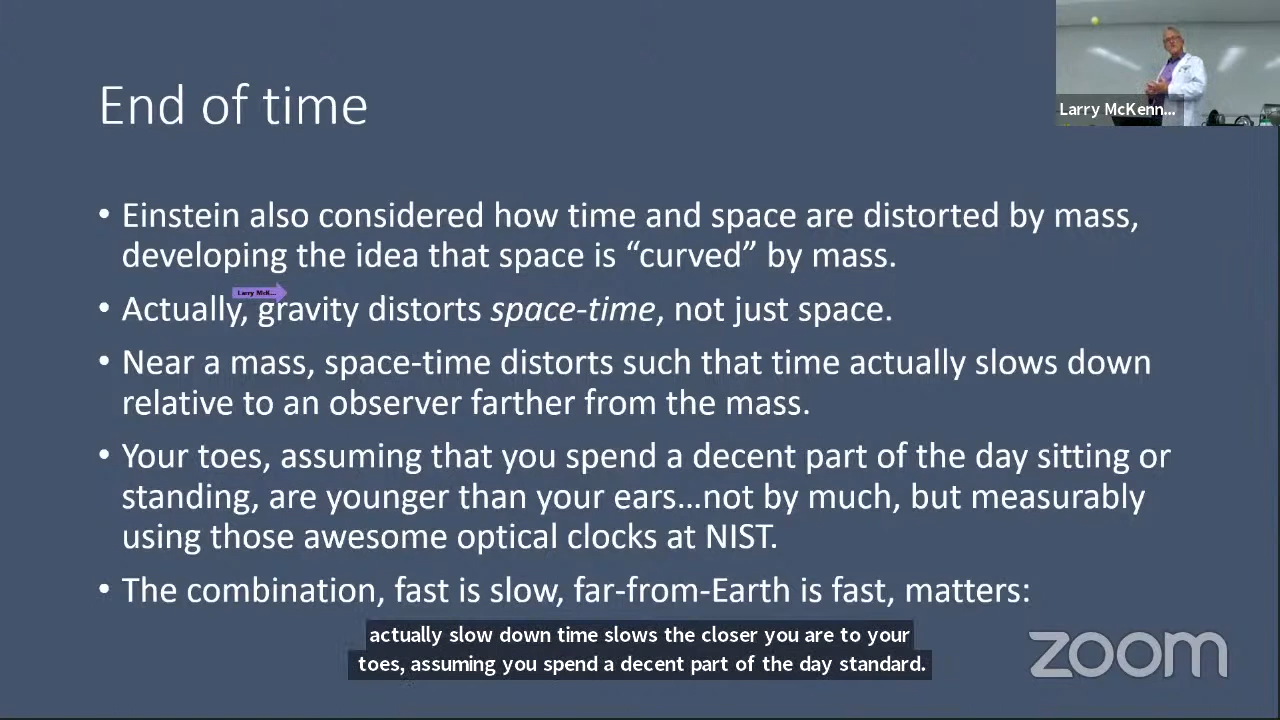 Larry McKenn...
End of time
• Einstein also considered how time and space are distorted by mass,
developing the idea that space is “curved” by mass.
Larry McK...
• Actually, gravity distorts space-time, not just space.
• Near a mass, space-time distorts such that time actually slows down
relative to an observer farther from the mass.
• Your toes, assuming that you spend a decent part of the day sitting or
standing, are younger than your ears…not by much, but measurably
using those awesome optical clocks at NIST.
• The combination, fast is slow, far-from-Earth is fast, matters:
actually slow down time slows the closer you are to your
toes, assuming you spend a decent part of the day standard.
zoom